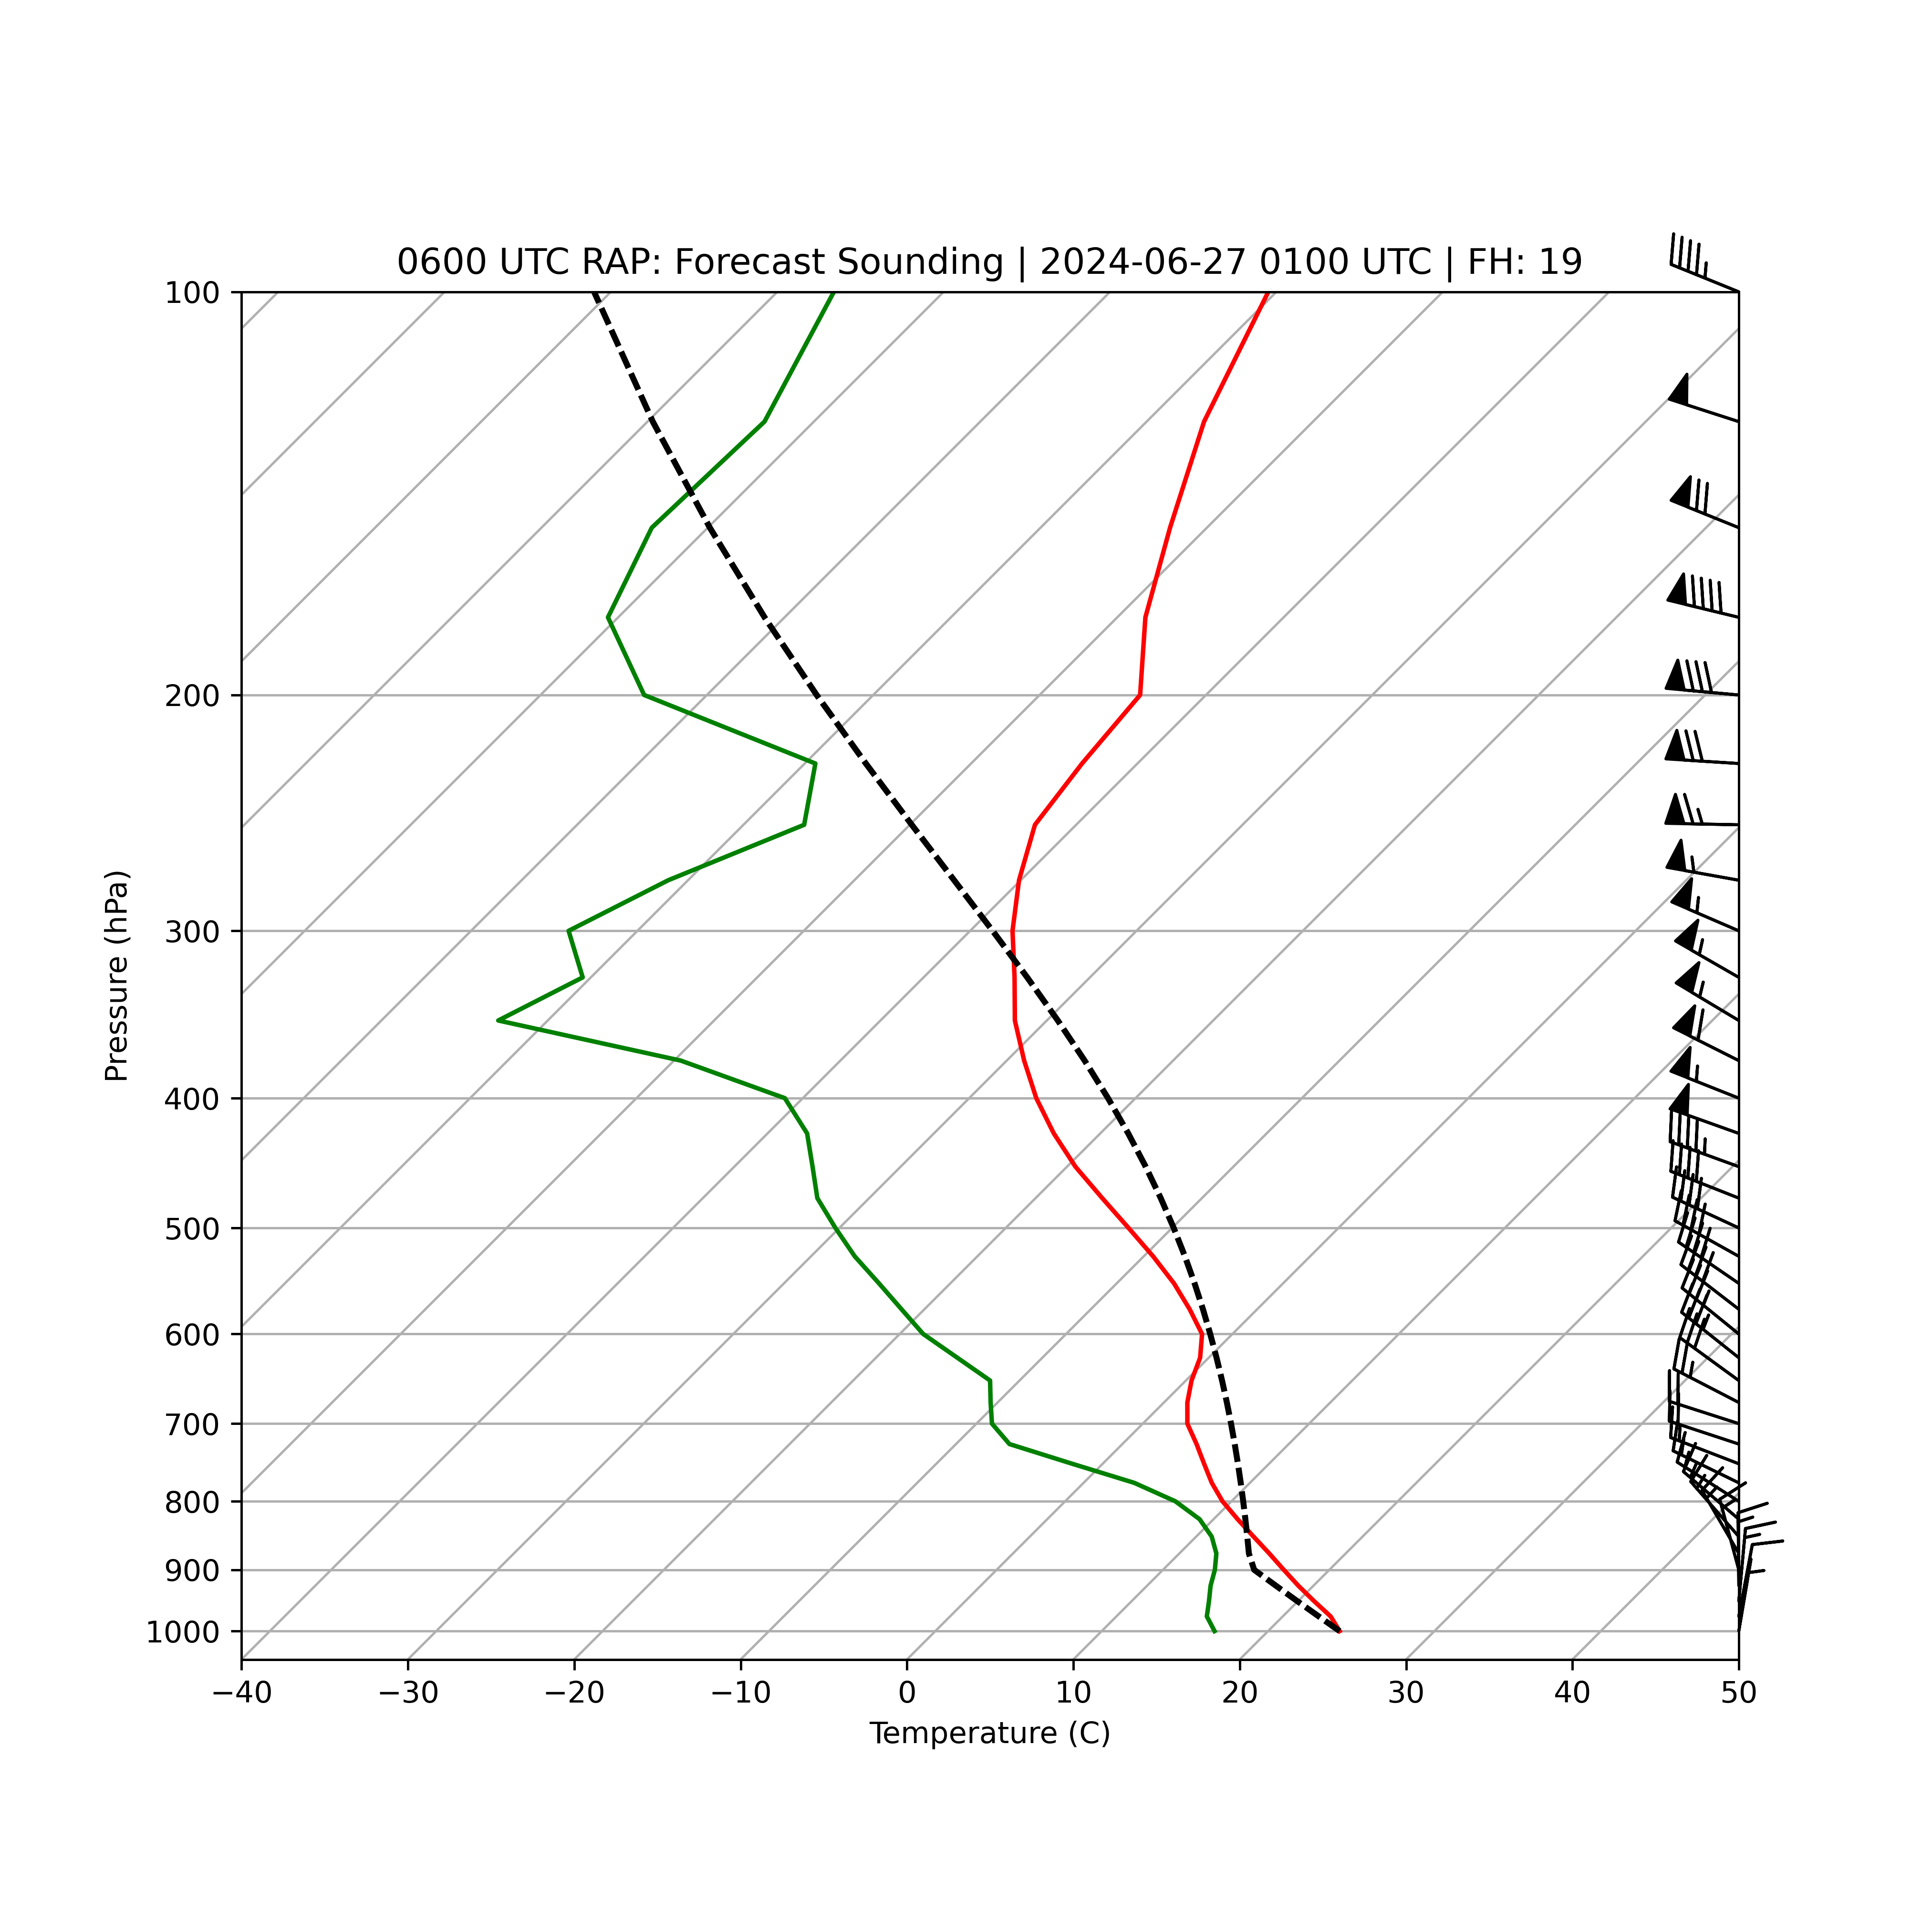 0600 UTC RAP: Forecast Sounding | 2024-06-27 0100 UTC | FH: 19
100
200
300
400
500
600
700
800
900
1000
Pressure (hPa)
−40 −30 −20 −10 0 10 20 30 40 50
Temperature (C)